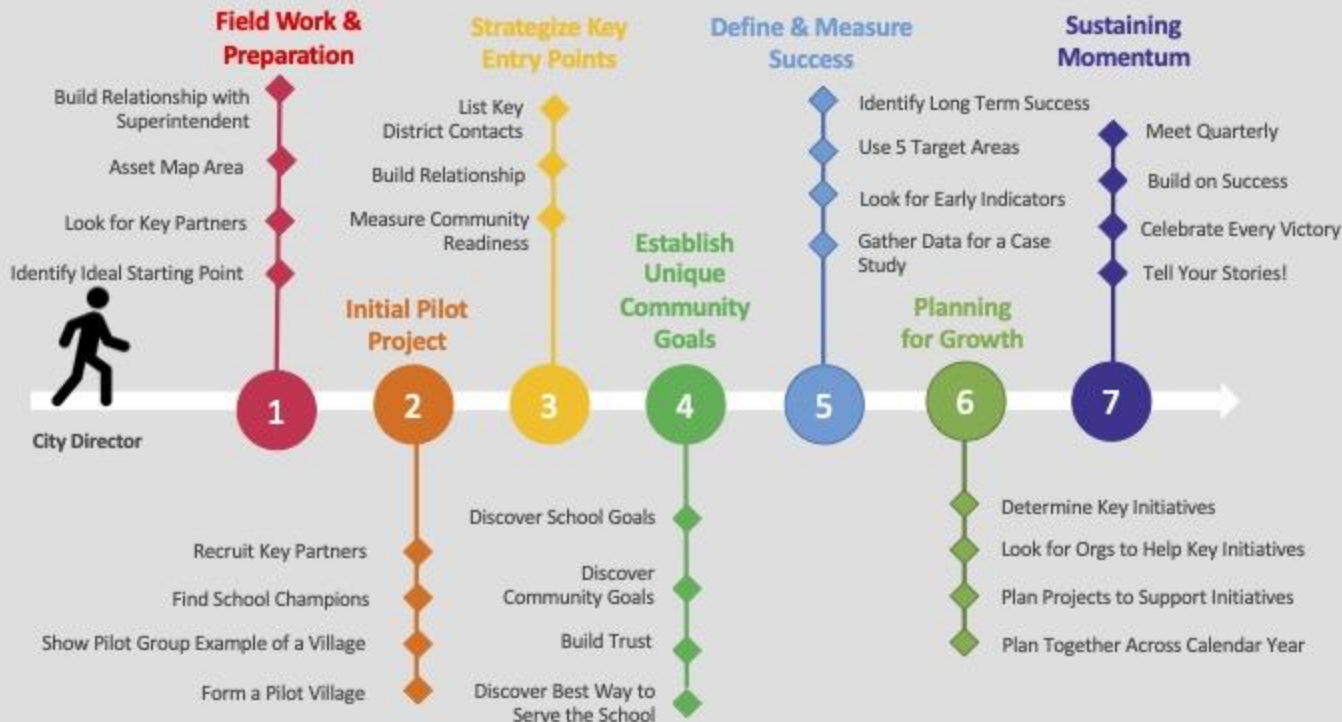 Field Work &
Preparation
Build Relationship with
Superintendent
Asset Map Area
Look for Key Partners
Identify Ideal Starting Point
City Director
1
Initial Pilot
Project
2
Recruit Key Partners
Find School Champions
Show Pilot Group Example of a Village
Form a Pilot Village
Strategize Key
Entry Points
List Key
District Contacts
Build Relationship
Measure Community
Readiness
3
Establish
Unique
Community
Goals
4
Discover School Goals
Discover
Community Goals
Build Trust
Discover Best Way to
Serve the School
Define & Measure
Success
Identify Long Term Success
Use 5 Target Areas
Look for Early Indicators
Gather Data for a Case
Study
5
Planning
for Growth
6
Determine Key Initiatives
Look for Orgs to Help Key Initiatives
Plan Projects to Support Initiatives
Plan Together Across Calendar Year
Sustaining
Momentum
Meet Quarterly
Build on Success
Celebrate Every Victory
Tell Your Stories!
7